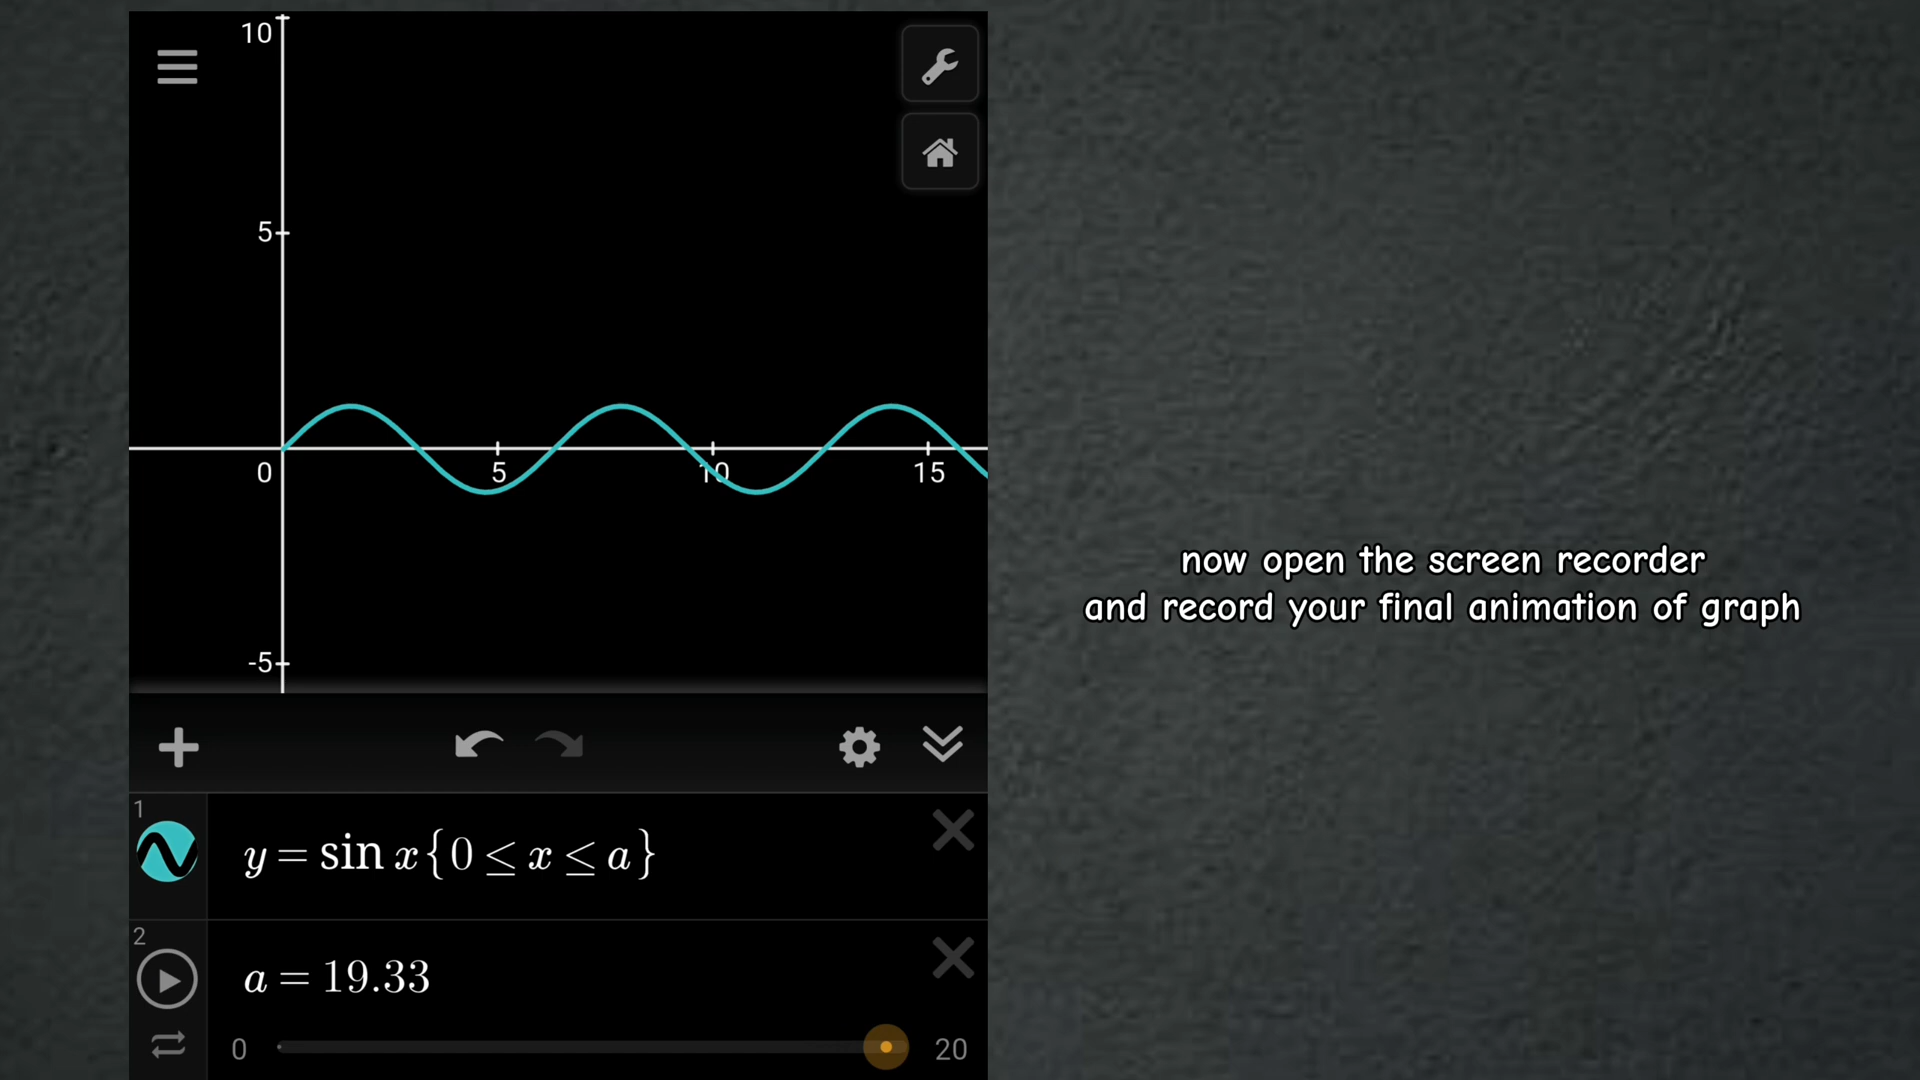 10
5
0 5 10 15
-5
now open the screen recorder
and record your final animation of graph
1
y = sin x {0 ≤ x ≤ a}
2
a = 19.33
0 20